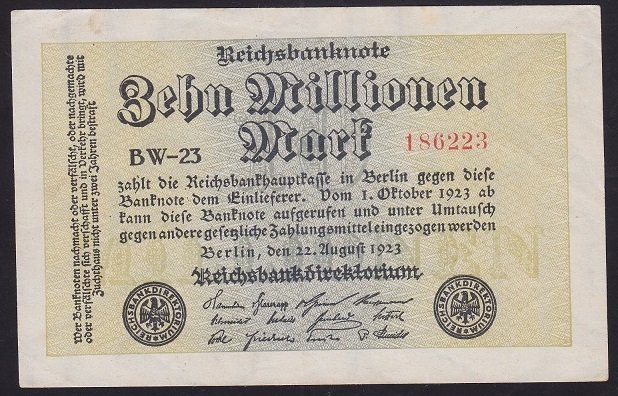 Reichsbanknote
Zehn Millionen
Mark
186223
BW-23
zahlt die Reichsbankhauptkasse in Berlin gegen diese
Banknote dem Einlieferer. Vom 1. Oktober 1923 ab
kann diese Banknote aufgerufen und unter Umtausch
gegen andere gesetzliche Zahlungsmittel eingezogen werden
Berlin, den 22. August 1923
Reichsbankdirektorium
REICHSBANKDIREKTORIUM
REICHSBANKDIREKTORIUM
Wer Banknoten nachmacht oder verfälscht, oder nachgemachte
oder verfälschte sich verschafft und in Verkehr bringt, wird mit
Zuchthaus nicht unter zwei Jahren bestraft